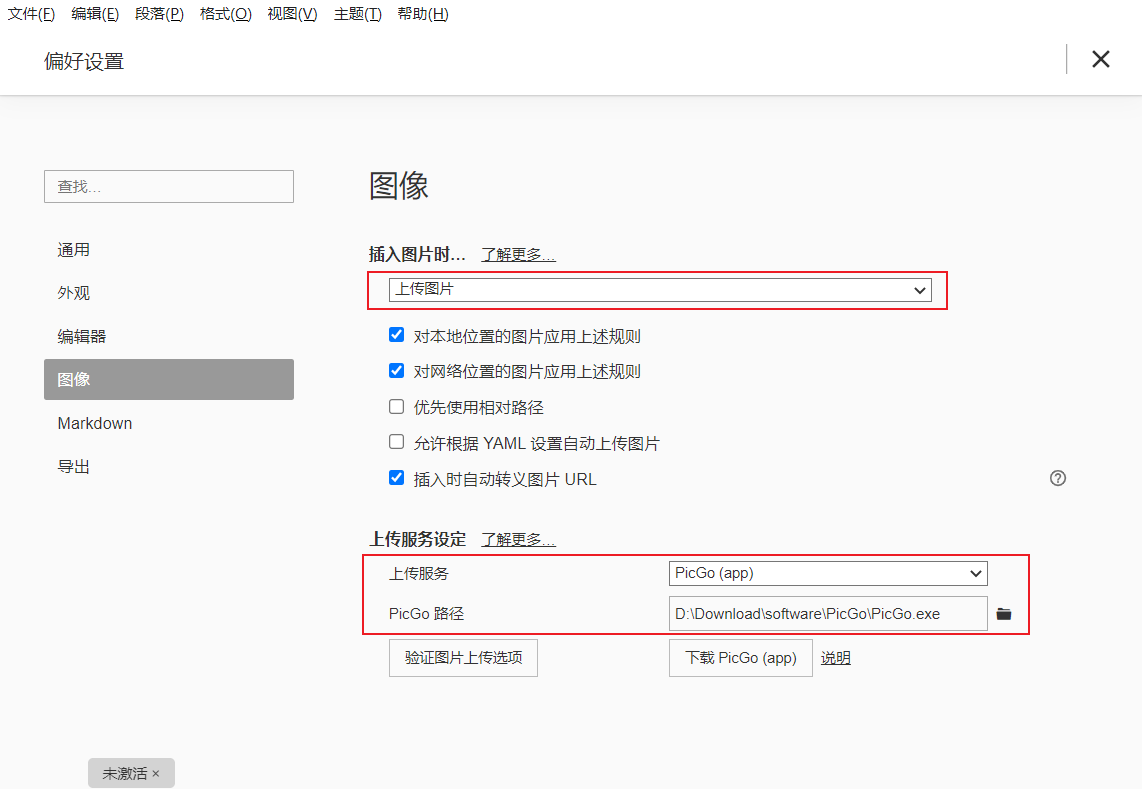 文件(F) 编辑(E) 段落(P) 格式(O) 视图(V) 主题(T) 帮助(H)
偏好设置
查找...
通用
外观
编辑器
图像
Markdown
导出
图像
插入图片时... 了解更多...
上传图片
对本地位置的图片应用上述规则
对网络位置的图片应用上述规则
优先使用相对路径
允许根据 YAML 设置自动上传图片
插入时自动转义图片 URL
上传服务设定 了解更多...
上传服务 PicGo (app)
PicGo 路径 D:\Download\software\PicGo\PicGo.exe
验证图片上传选项 下载 PicGo (app) 说明
未激活 ×